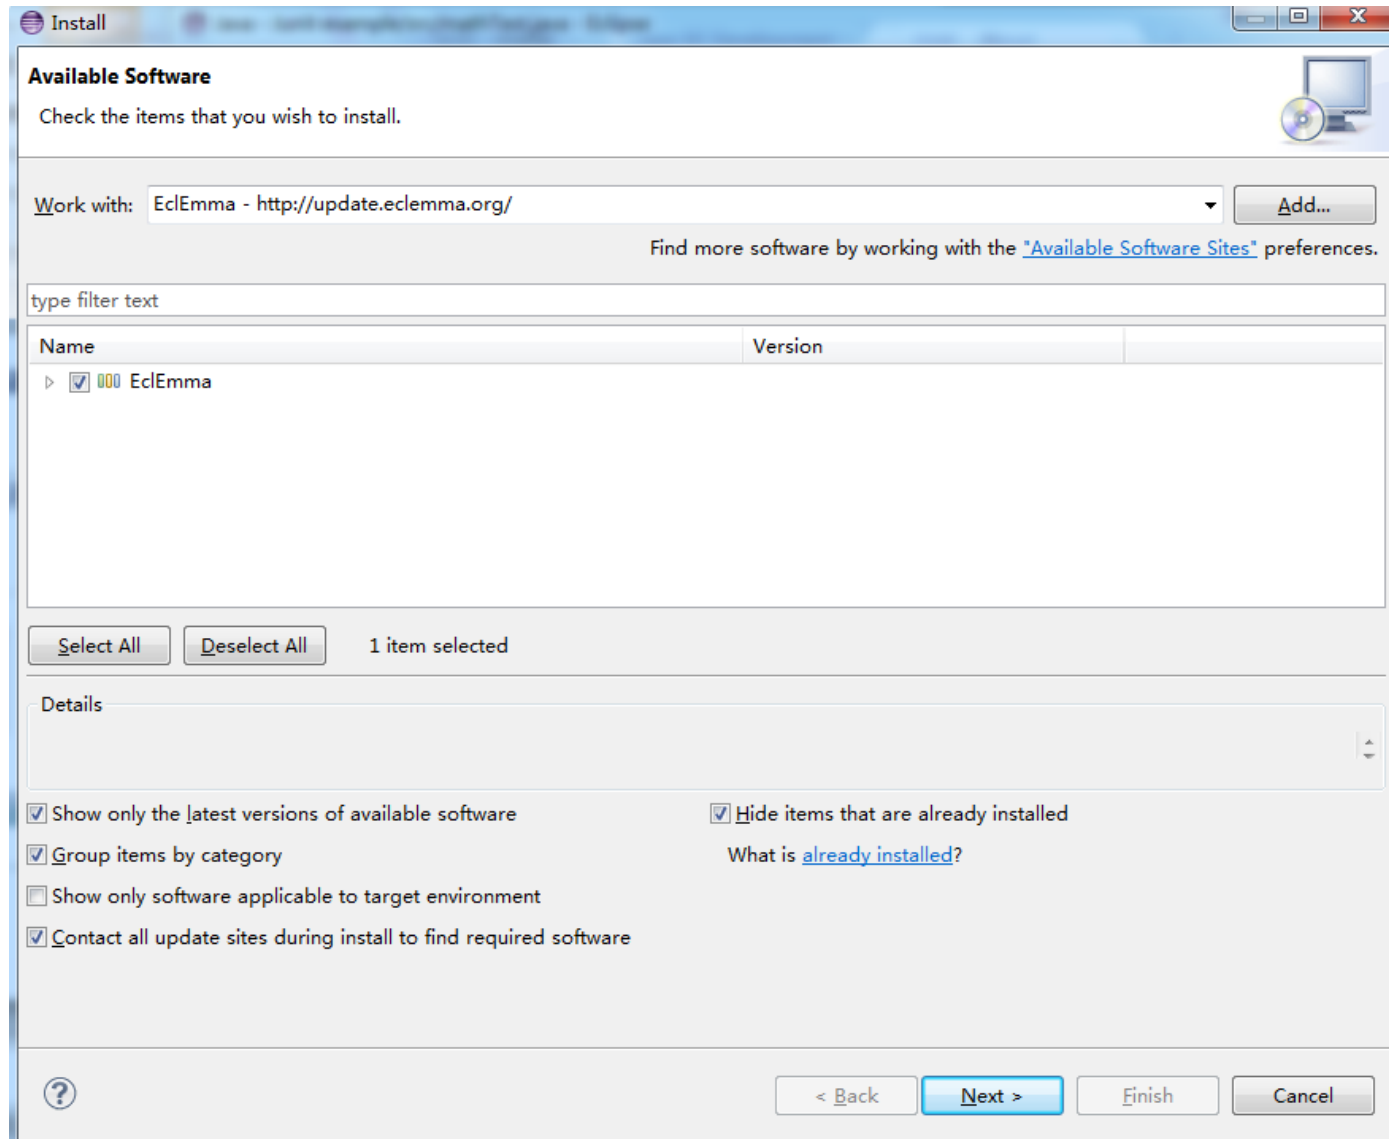 Install
Available Software
Check the items that you wish to install.
Work with: EclEmma - http://update.eclemma.org/ Add...
Find more software by working with the "Available Software Sites" preferences.
type filter text
Name Version
EclEmma
Select All Deselect All 1 item selected
Details
Show only the latest versions of available software Hide items that are already installed
Group items by category What is already installed?
Show only software applicable to target environment
Contact all update sites during install to find required software
? < Back Next > Finish Cancel